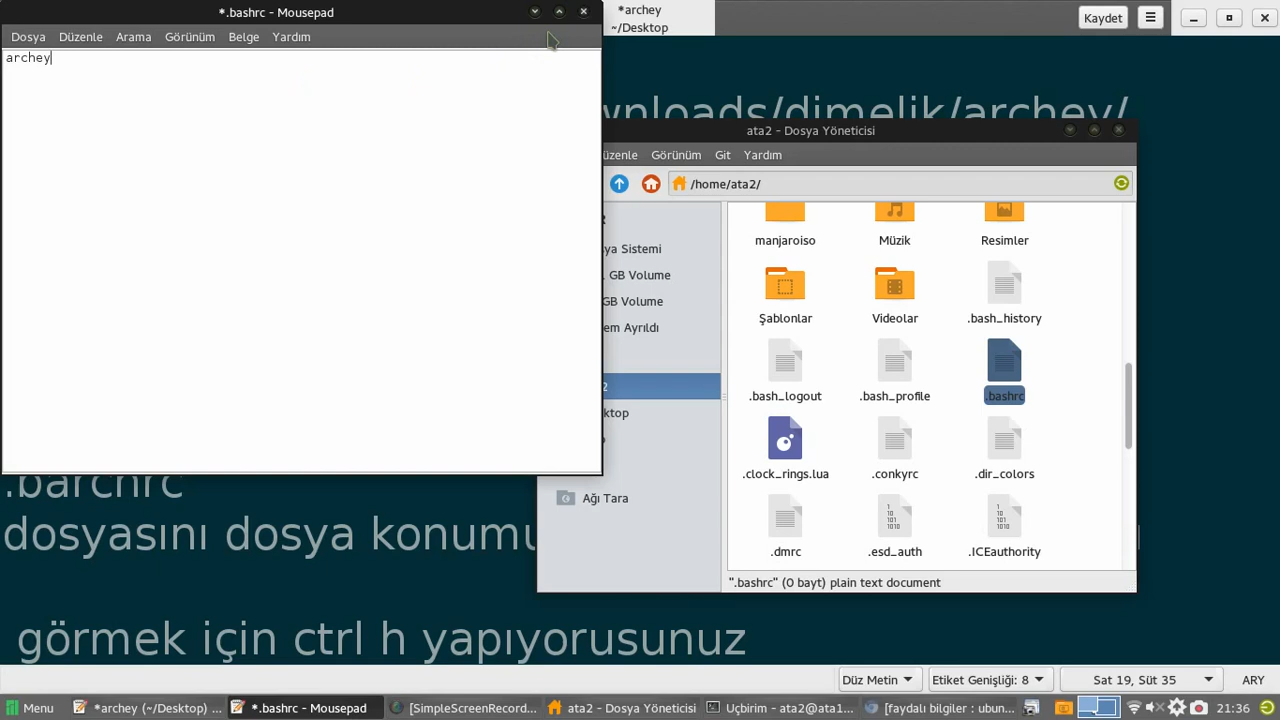 *.bashrc - Mousepad
Dosya Düzenle Arama Görünüm Belge Yardım
archey
*archey
~/Desktop
Kaydet
wnloads/dimelik/archey/
ata2 - Dosya Yöneticisi
üzenle Görünüm Git Yardım
/home/ata2/
ya Sistemi
GB Volume
GB Volume
em Ayrıldı
2
ktop
Ağı Tara
manjaroiso Müzik Resimler
Şablonlar Videolar .bash_history
.bash_logout .bash_profile .bashrc
.clock_rings.lua .conkyrc .dir_colors
.dmrc .esd_auth .ICEauthority
".bashrc" (0 bayt) plain text document
.barchrc
dosyasını dosya konumu
görmek için ctrl h yapıyorusunuz
Düz Metin Etiket Genişliği: 8 Sat 19, Süt 35 ARY
Menu *archey (~/Desktop) ... *.bashrc - Mousepad [SimpleScreenRecord... ata2 - Dosya Yöneticisi Uçbirim - ata2@ata1... [faydalı bilgiler : ubun... 21:36